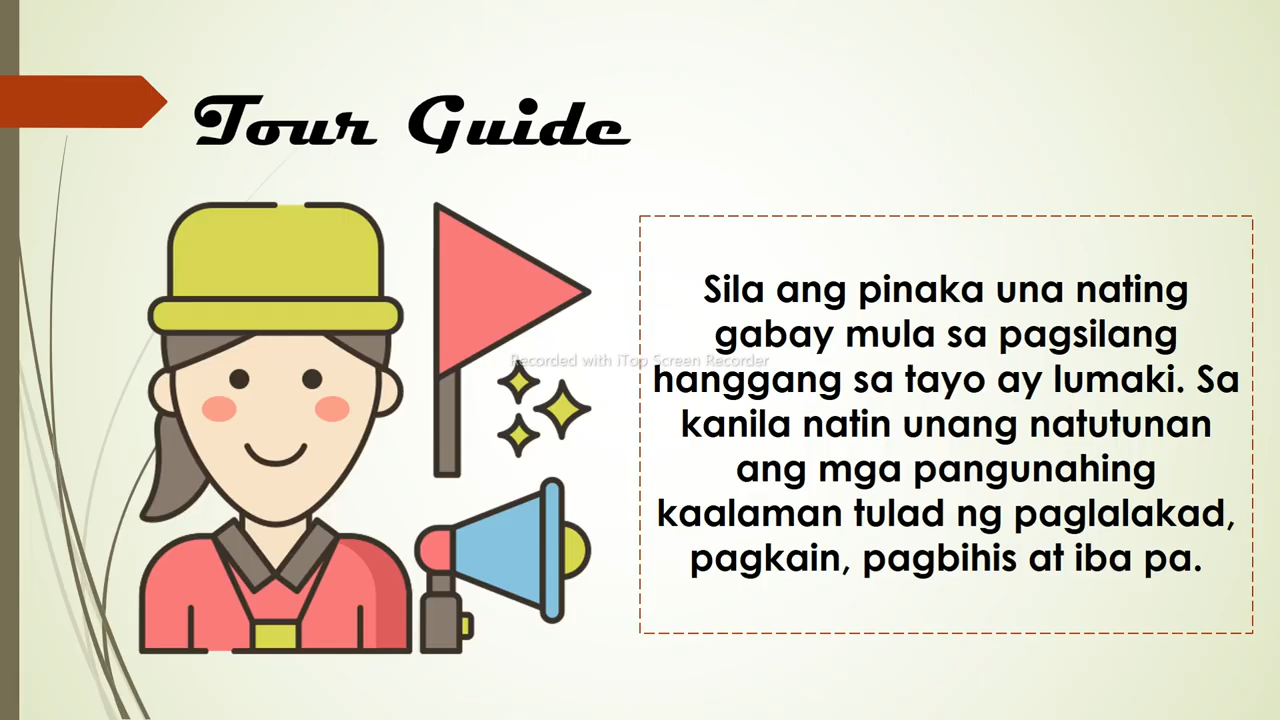 Tour Guide
Recorded with iTop Screen Recorder
Sila ang pinaka una nating
gabay mula sa pagsilang
hanggang sa tayo ay lumaki. Sa
kanila natin unang natutunan
ang mga pangunahing
kaalaman tulad ng paglalakad,
pagkain, pagbihis at iba pa.